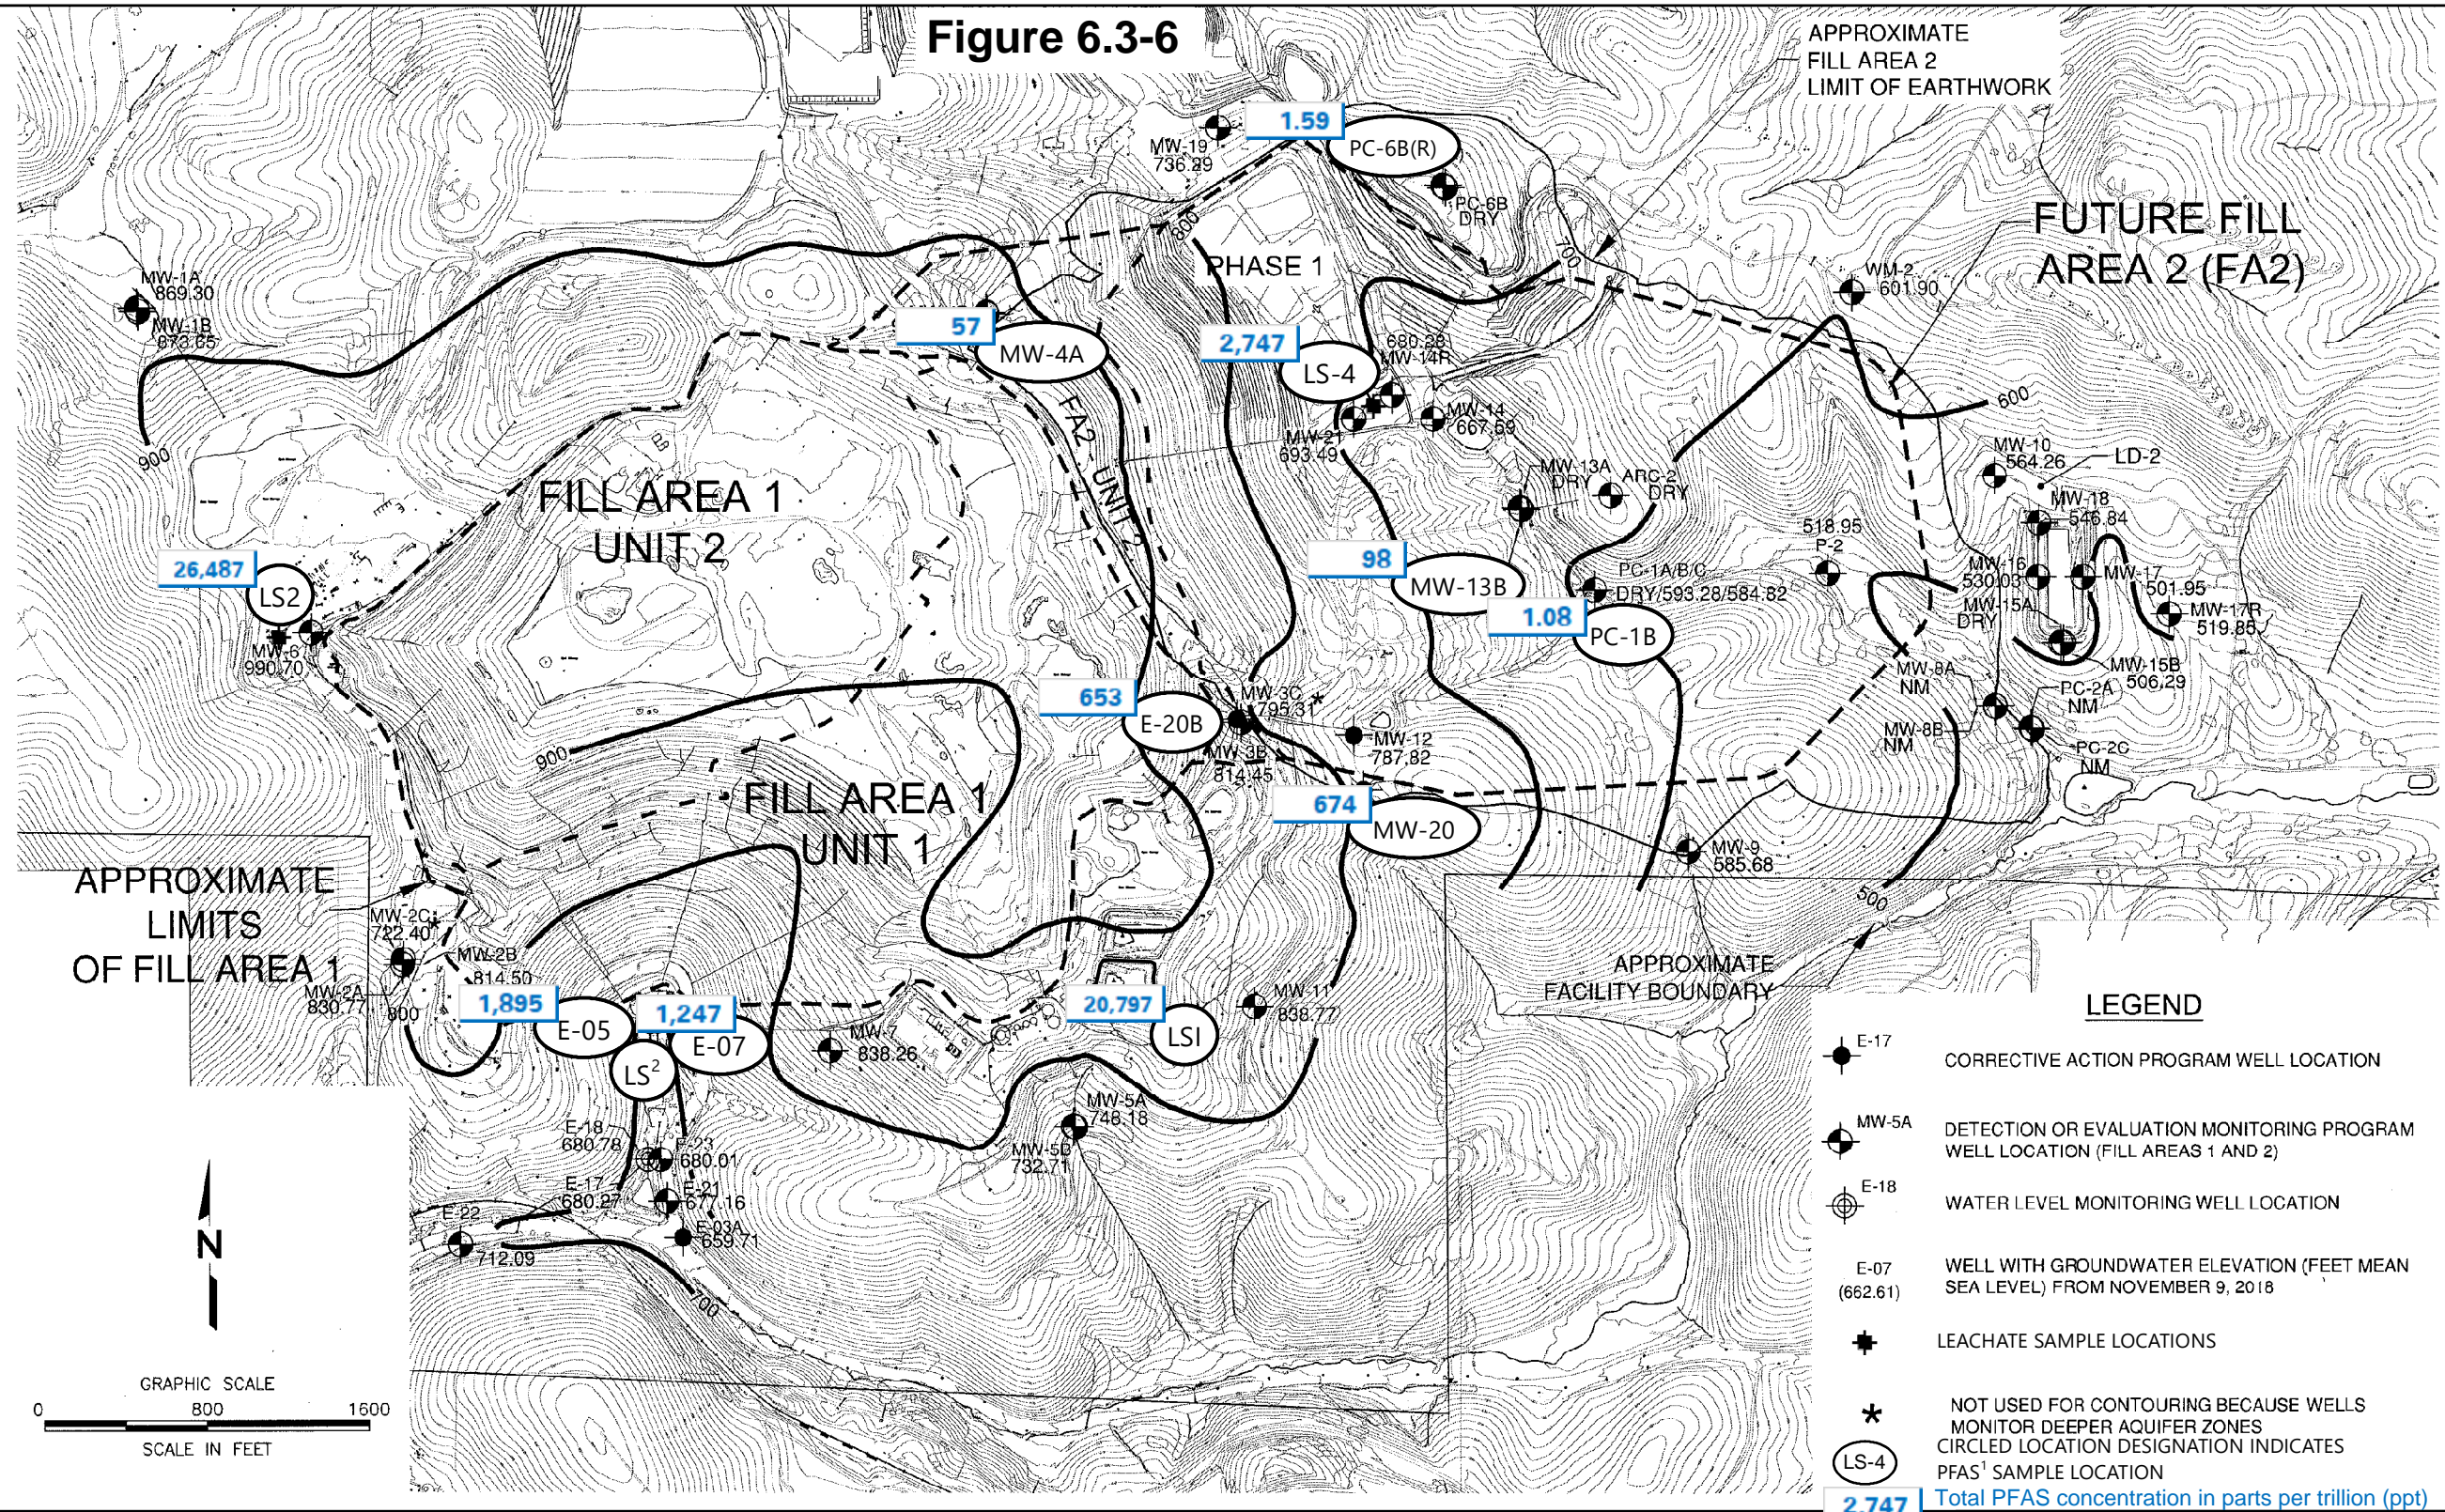 Figure 6.3-6
APPROXIMATE
FILL AREA 2
LIMIT OF EARTHWORK
1.59
PC-6B(R)
MW-19
736.29
PC-6B
DRY
800
700
PHASE 1
FUTURE FILL
AREA 2 (FA2)
WM-2
601.90
MW-1A
869.30
MW-1B
873.65
57
MW-4A
2,747
LS-4
680.38
MW-14R
MW-14
667.59
MW-21
693.49
600
900
FA2 UNIT 2
MW-10
564.26
LD-2
MW-13A
DRY
ARC-2
DRY
MW-18
546.84
FILL AREA 1
UNIT 2
518.95
P-2
26,487
LS2
98
MW-13B
PC-1A/B/C
DRY/593.28/584.82
MW-16
530.03
MW-17
501.95
MW-15A
DRY
MW-17R
519.85
1.08
PC-1B
MW-6
990.70
MW-15B
506.29
MW-8A
NM
PC-2A
NM
653
E-20B
MW-3C*
795.31
MW-12
787.82
MW-8B
NM
PC-2C
NM
900
MW-3B
814.45
FILL AREA 1
UNIT 1
674
MW-20
MW-9
585.68
APPROXIMATE
LIMITS
OF FILL AREA 1
500
MW-2C*
722.40
MW-2B
814.50
MW-2A
830.77
800
APPROXIMATE
FACILITY BOUNDARY
1,895
E-05
1,247
E-07
LS²
20,797
LSI
MW-11
838.77
MW-7
838.26
MW-5A
748.18
MW-5B
732.71
E-18
680.78
E-23
680.01
E-17
680.27
E-21
677.16
E-22
712.09
E-03A
659.71
700
N
GRAPHIC SCALE
0 800 1600
SCALE IN FEET
LEGEND
E-17
CORRECTIVE ACTION PROGRAM WELL LOCATION
MW-5A
DETECTION OR EVALUATION MONITORING PROGRAM
WELL LOCATION (FILL AREAS 1 AND 2)
E-18
WATER LEVEL MONITORING WELL LOCATION
E-07
(662.61)
WELL WITH GROUNDWATER ELEVATION (FEET MEAN
SEA LEVEL) FROM NOVEMBER 9, 2018
LEACHATE SAMPLE LOCATIONS
*
NOT USED FOR CONTOURING BECAUSE WELLS
MONITOR DEEPER AQUIFER ZONES
LS-4
CIRCLED LOCATION DESIGNATION INDICATES
PFAS¹ SAMPLE LOCATION
2,747
Total PFAS concentration in parts per trillion (ppt)